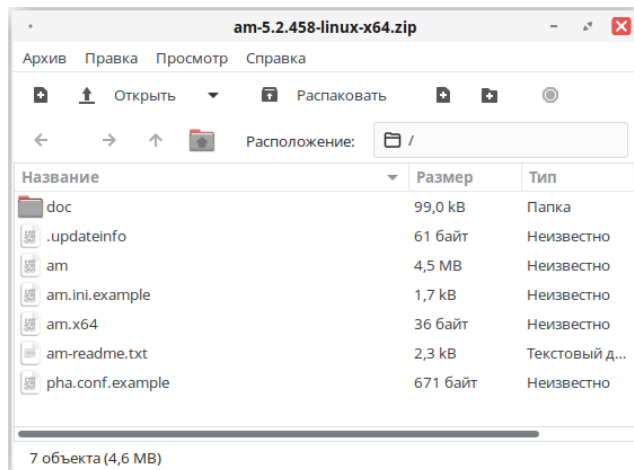 am-5.2.458-linux-x64.zip
Архив Правка Просмотр Справка
Открыть Распаковать
Расположение: /
Название Размер Тип
doc 99,0 kB Папка
.updateinfo 61 байт Неизвестно
am 4,5 MB Неизвестно
am.ini.example 1,7 kB Неизвестно
am.x64 36 байт Неизвестно
am-readme.txt 2,3 kB Текстовый д...
pha.conf.example 671 байт Неизвестно
7 объекта (4,6 MB)